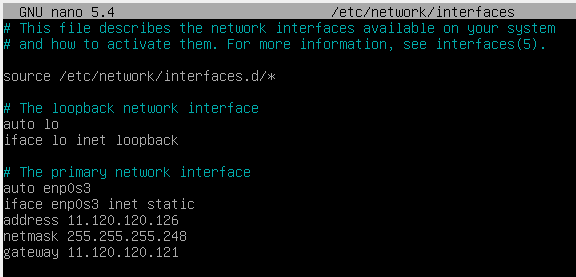 GNU nano 5.4 /etc/network/interfaces
# This file describes the network interfaces available on your system
# and how to activate them. For more information, see interfaces(5).
source /etc/network/interfaces.d/*
# The loopback network interface
auto lo
iface lo inet loopback
# The primary network interface
auto enp0s3
iface enp0s3 inet static
address 11.120.120.126
netmask 255.255.255.248
gateway 11.120.120.121